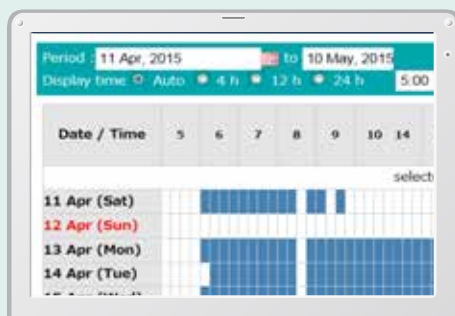 Period : 11 Apr, 2015 to 10 May, 2015
Display time Auto 4 h 12 h 24 h 5:00
Date / Time 5 6 7 8 9 10 14
11 Apr (Sat)
12 Apr (Sun)
13 Apr (Mon)
14 Apr (Tue)